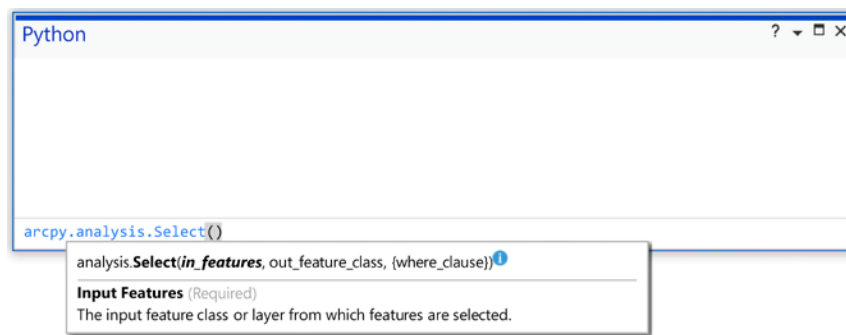 Python
?
arcpy.analysis.Select()
analysis.Select(in_features, out_feature_class, {where_clause})
Input Features (Required)
The input feature class or layer from which features are selected.